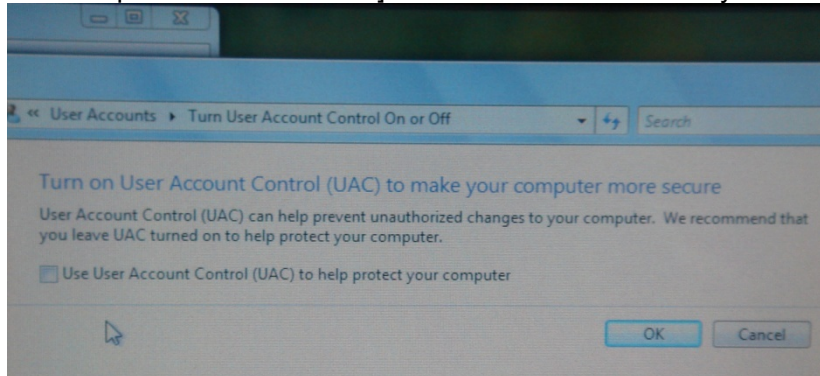 « User Accounts ▸ Turn User Account Control On or Off Search
Turn on User Account Control (UAC) to make your computer more secure
User Account Control (UAC) can help prevent unauthorized changes to your computer. We recommend that
you leave UAC turned on to help protect your computer.
Use User Account Control (UAC) to help protect your computer
OK Cancel